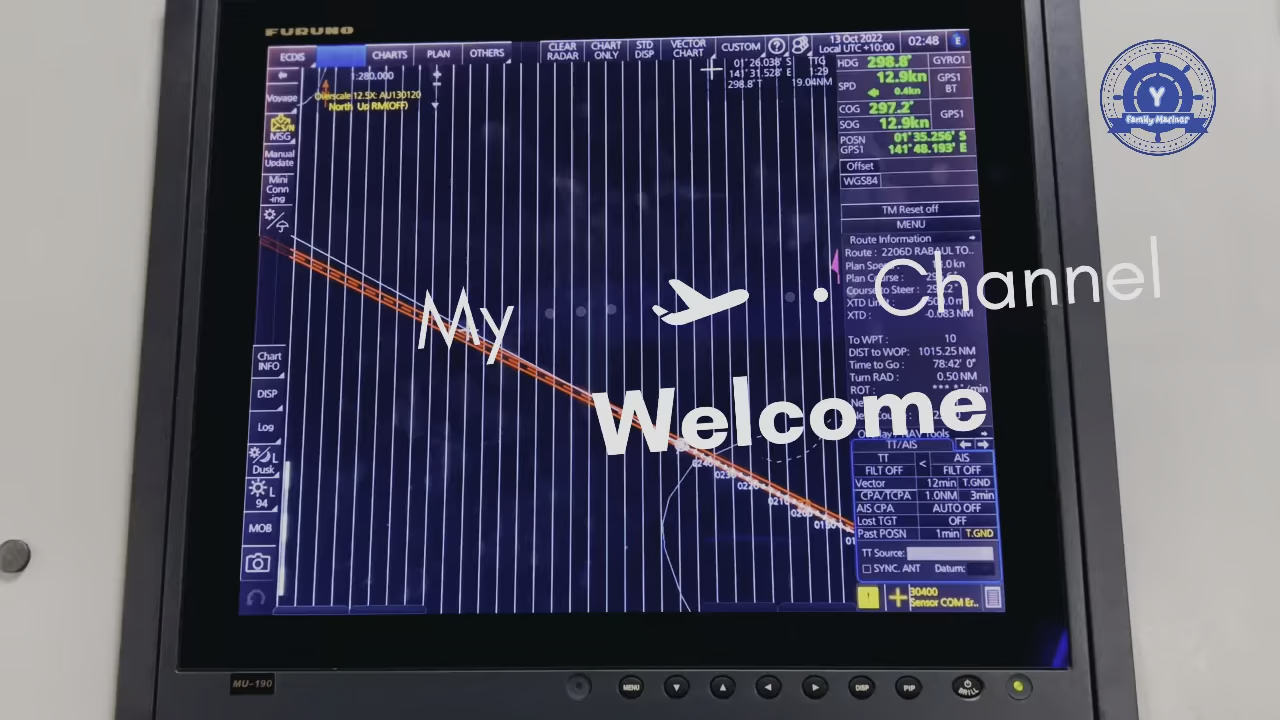 FURUNO
ECDIS CHARTS PLAN OTHERS CLEAR RADAR CHART ONLY STD DISP VECTOR CHART CUSTOM ?
13 Oct 2022
Local UTC +10:00
02:48 E
1:280,000
Overscale 12.5X: AU130120
North Up RM(OFF)
01°26.038' S
141°31.528' E
298.8°T
TTG
1:29
19.04NM
Voyage
MSG
Manual Update
Mini Conn-ing
Chart INFO
DISP
Log
Dusk L
L 94
MOB
HDG 298.8° GYRO1
SPD 12.9kn GPS1 BT
0.4kn
COG 297.2° GPS1
SOG 12.9kn
POSN 01°35.256' S
GPS1 141°48.193' E
Offset
WGS84
TM Reset off
MENU
Route Information
Route : 2206D RABAUL TO..
Plan Course :
Course to Steer :
XTD : -0.083 NM
To WPT : 10
DIST to WOP: 1015.25 NM
Time to Go : 78:42' 0"
Turn RAD : 0.50 NM
ROT : ***.*°/min
TT/AIS
TT < AIS
FILT OFF FILT OFF
Vector 12min T.GND
CPA/TCPA 1.0NM 3min
AIS CPA AUTO OFF
Lost TGT OFF
Past POSN 1min T.GND
TT Source:
SYNC. ANT Datum:
30400
Sensor COM Er..
0240
0230
0220
0210
0200
0150
01
My Channel
Welcome
Y
Family Mariner
MU-190
MENU ▼ ▲ ◀ ▶ DISP PIP BRILL